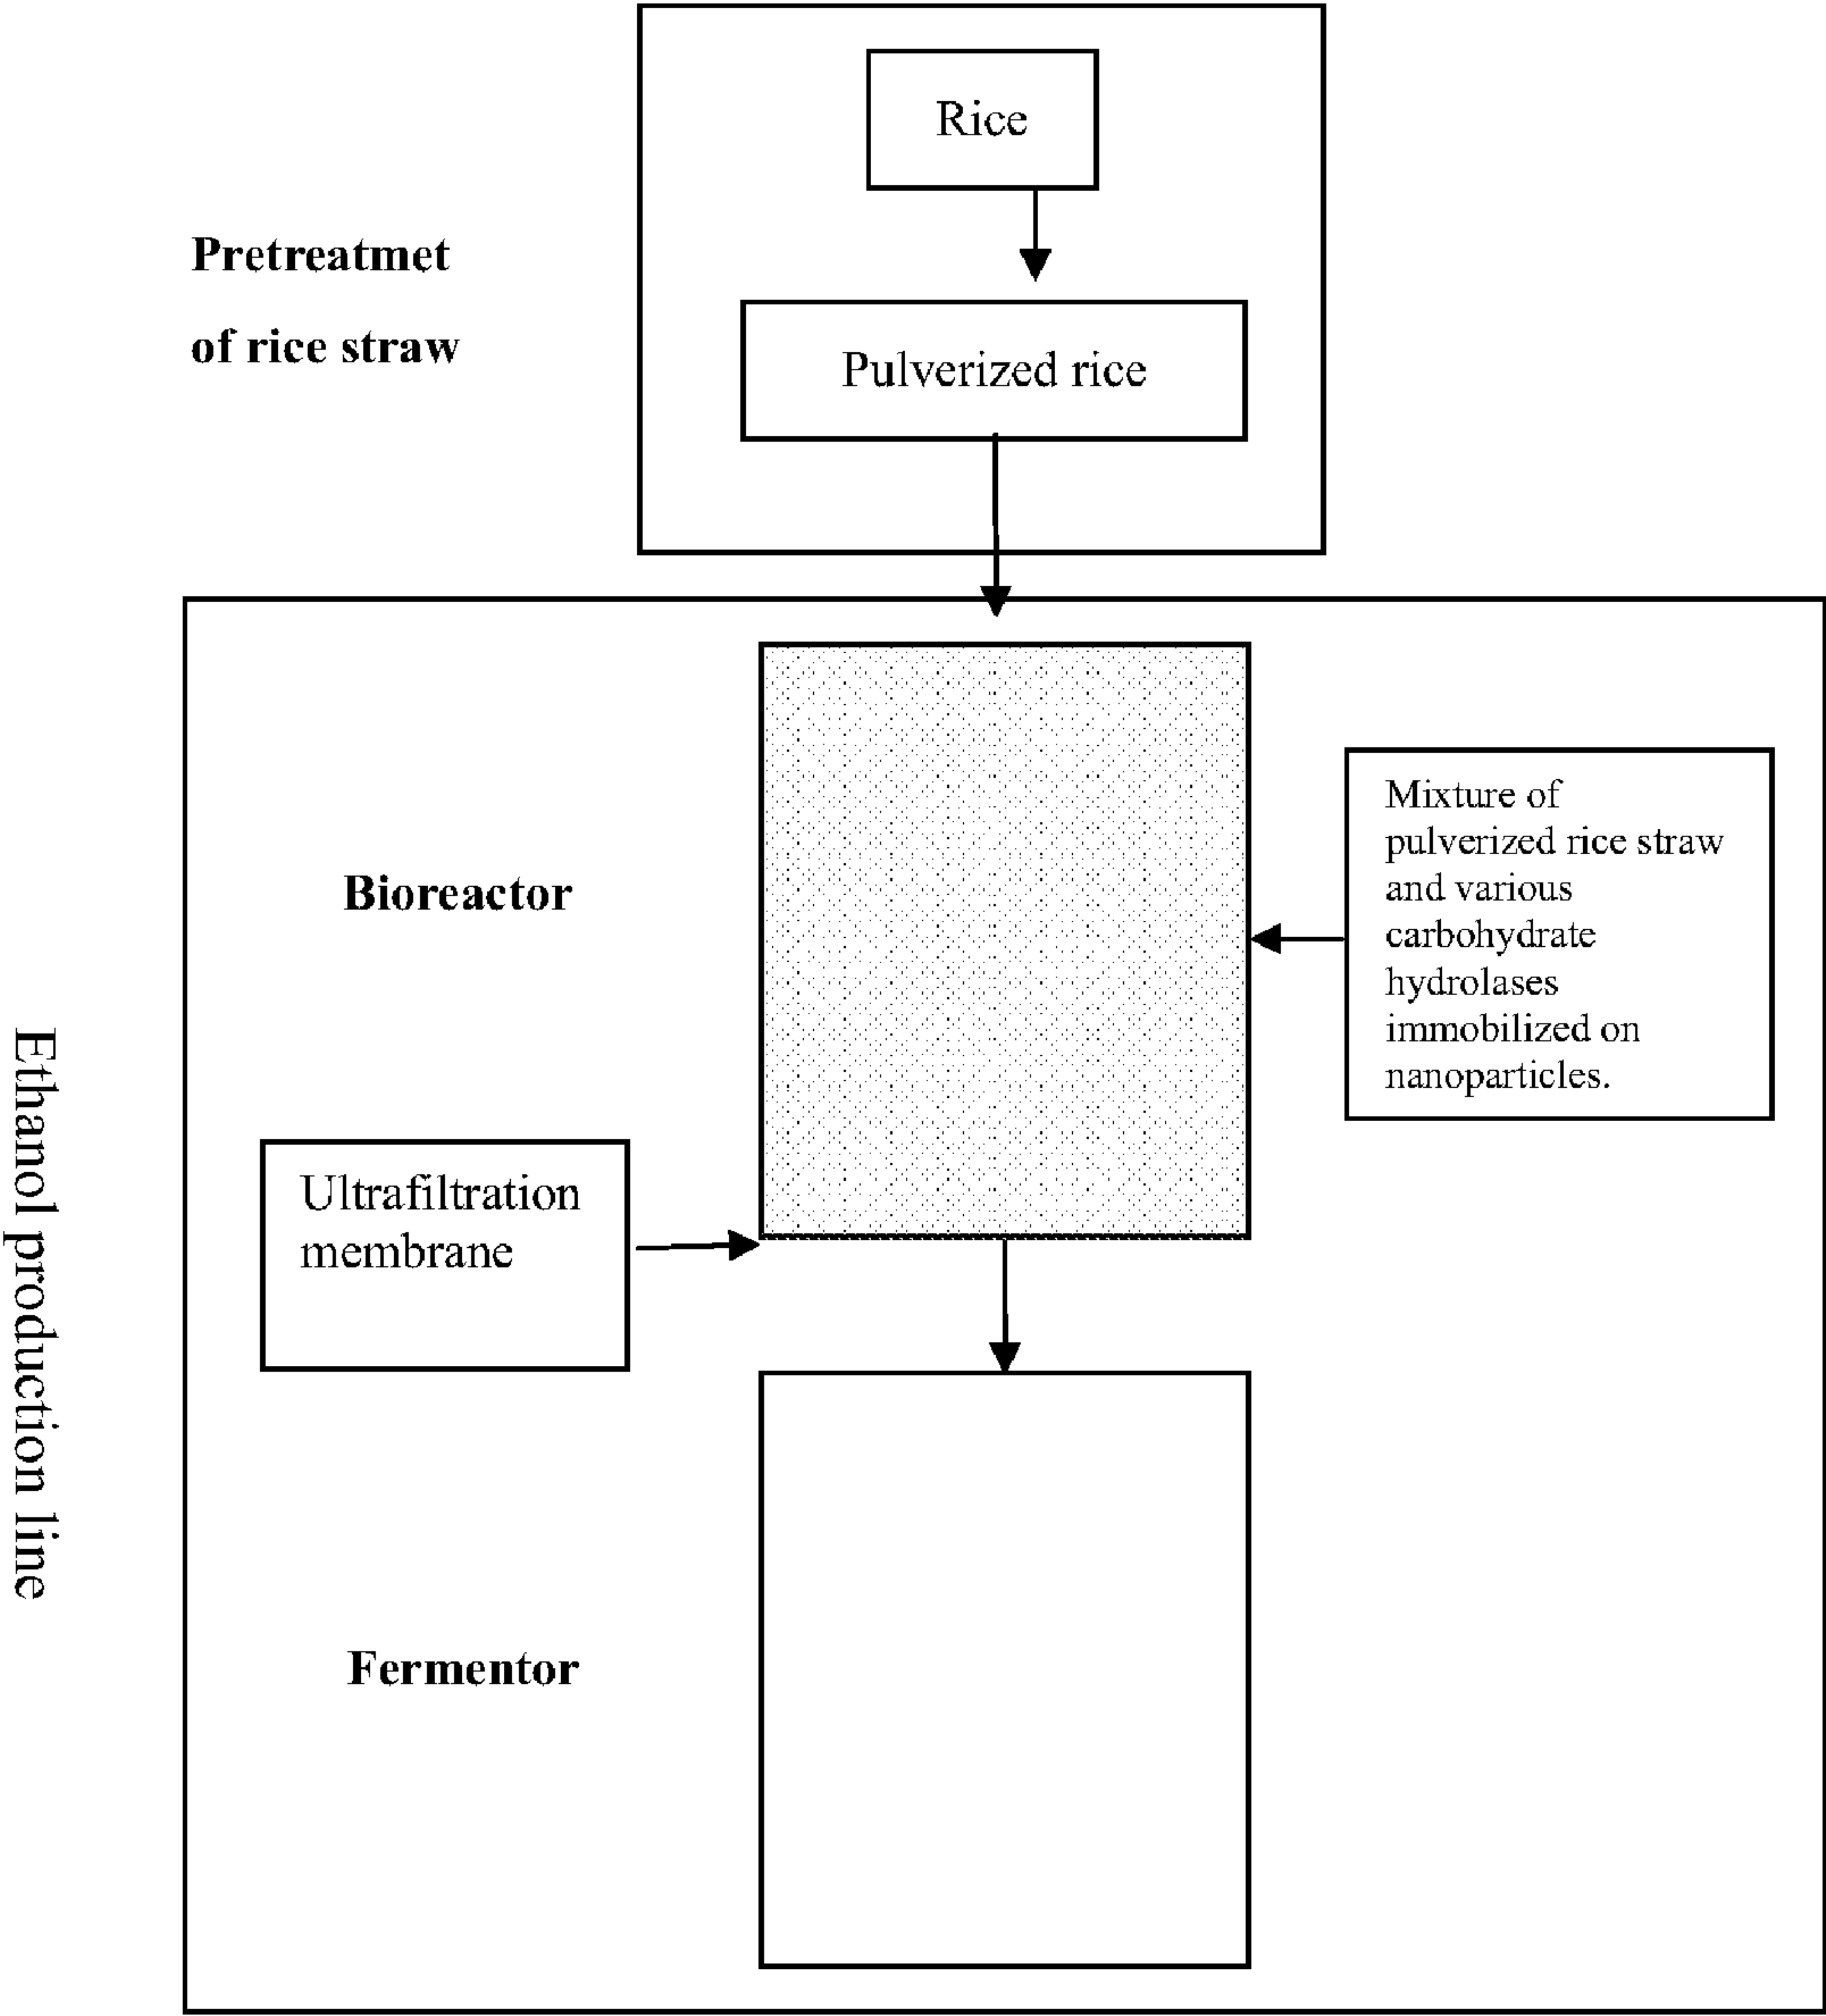 Rice
Pretreatmet
of rice straw
Pulverized rice
Bioreactor
Mixture of
pulverized rice straw
and various
carbohydrate
hydrolases
immobilized on
nanoparticles.
Ultrafiltration
membrane
Ethanol production line
Fermentor